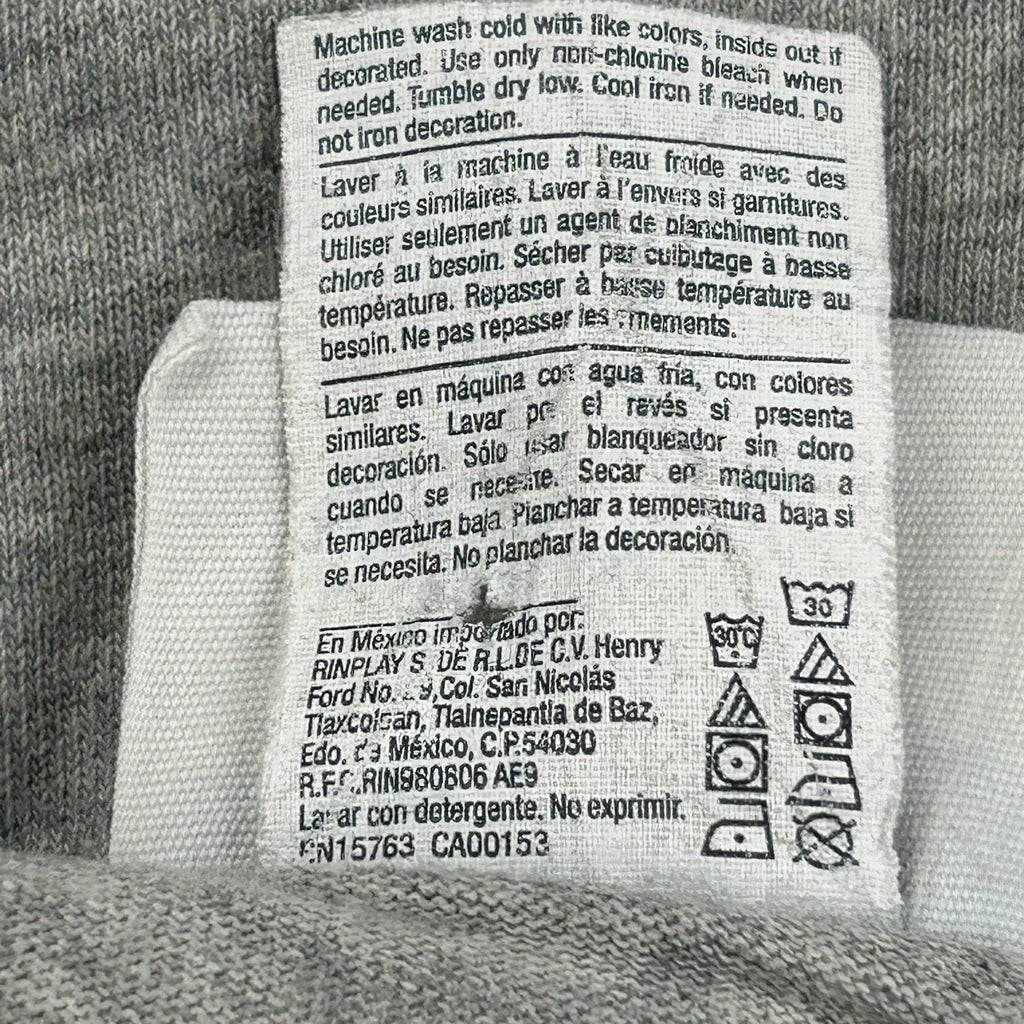 Machine wash cold with like colors, inside out if
decorated. Use only non-chlorine bleach when
needed. Tumble dry low. Cool iron if needed. Do
not iron decoration.
Laver à la machine à l'eau froide avec des
couleurs similaires. Laver à l'envers si garnitures.
Utiliser seulement un agent de blanchiment non
chloré au besoin. Sécher par culbutage à basse
température. Repasser à basse température au
besoin. Ne pas repasser les
Lavar en máquina con agua fría, con colores
similares. Lavar por el revés si presenta
decoración. Sólo usar blanqueador sin cloro
cuando se necesite. Secar en máquina a
temperatura baja. Planchar a temperatura baja si
se necesita. No planchar la decoración.
En México importado por:
RINPLAY S. DE R.L.DE C.V. Henry
Ford No. Col. San Nicolás
Tlaxcolpan, Tlalnepantla de Baz,
Edo. de México, C.P.54030
R.F.C.RIN980806 AE9
Lavar con detergente. No exprimir.
RN15763 CA00153
30°C
30